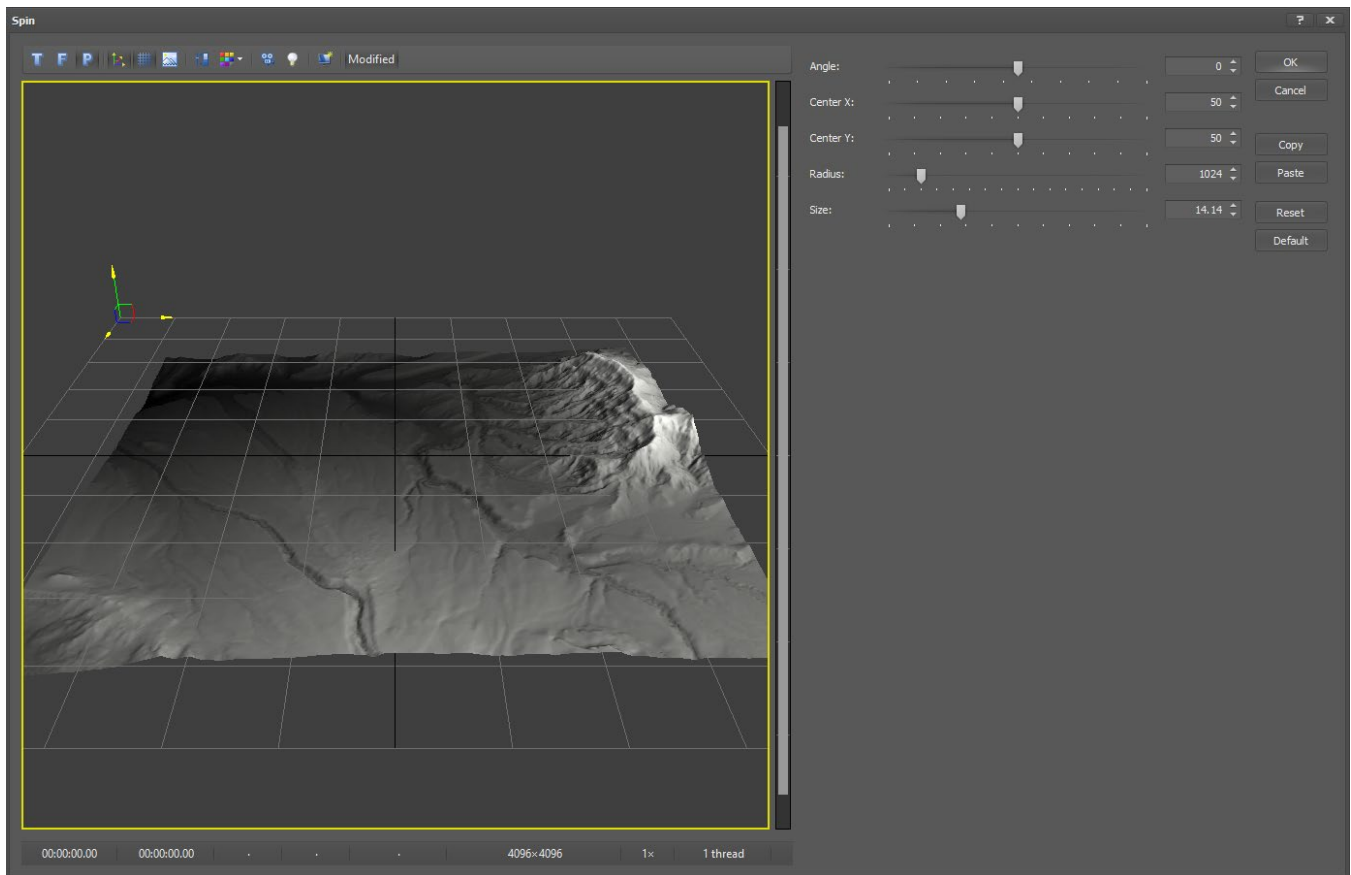 Spin
T F P Modified
Angle: 0 OK
Cancel
Center X: 50
Center Y: 50
Copy
Radius: 1024 Paste
Size: 14.14 Reset
Default
00:00:00.00 00:00:00.00 . . . 4096×4096 1× 1 thread